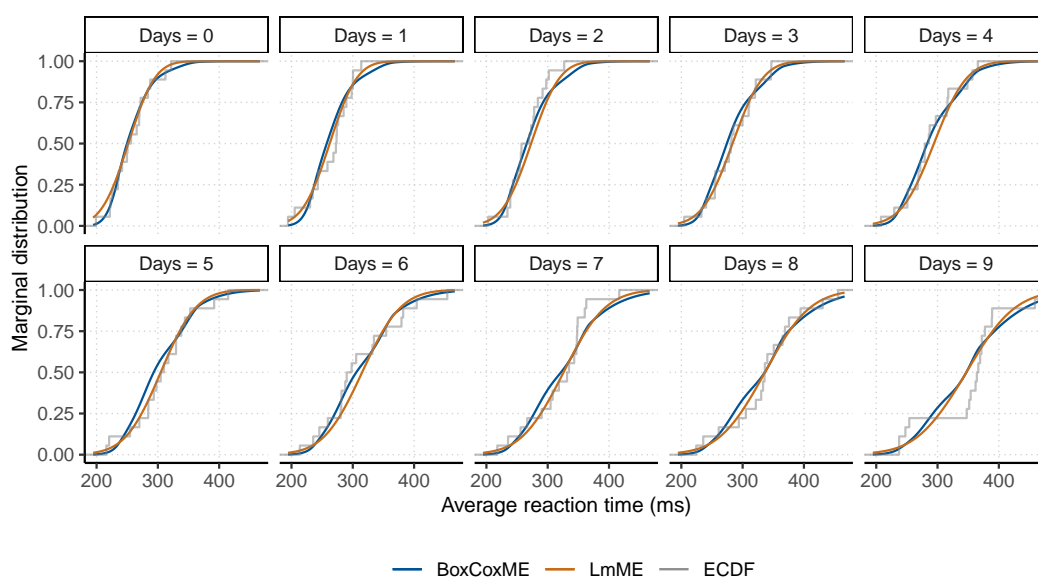 Days = 0 Days = 1 Days = 2 Days = 3 Days = 4
1.00
0.75
0.50
0.25
0.00
Days = 5 Days = 6 Days = 7 Days = 8 Days = 9
1.00
0.75
0.50
0.25
0.00
Marginal distribution
200 300 400 200 300 400 200 300 400 200 300 400 200 300 400
Average reaction time (ms)
BoxCoxME LmME ECDF